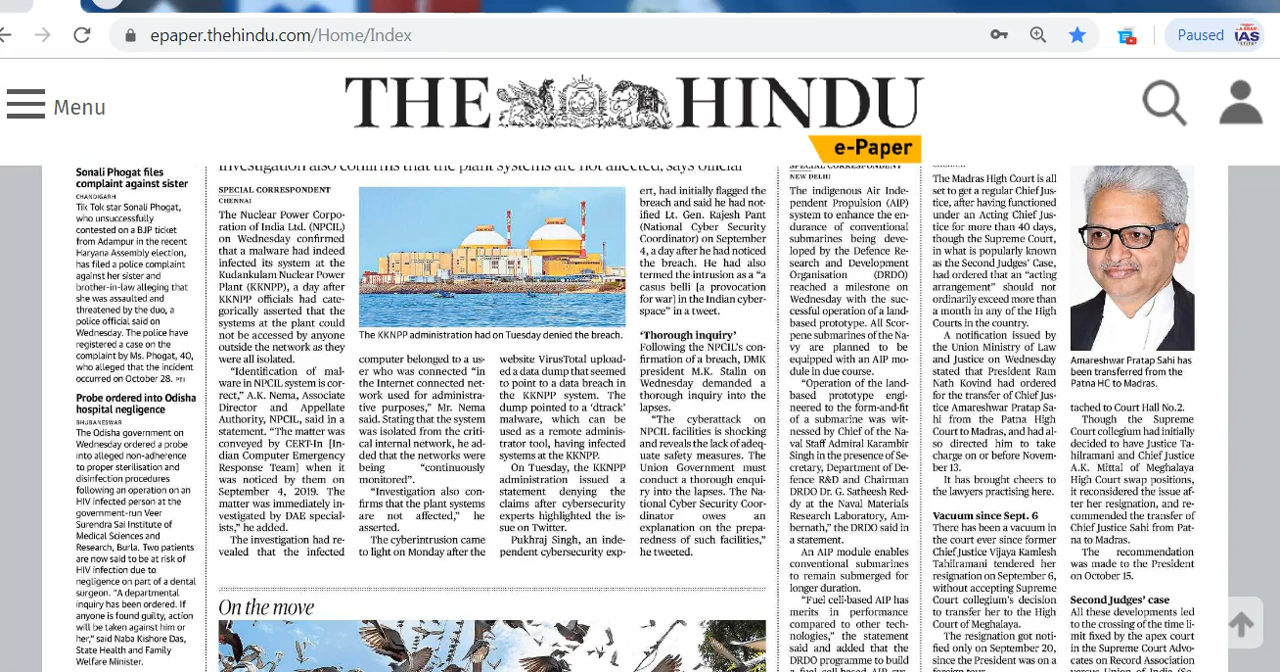 epaper.thehindu.com/Home/Index
Paused
IAS
Menu
THE HINDU
e-Paper
Sonali Phogat files
complaint against sister
CHANDIGARH
Tik Tok star Sonali Phogat,
who unsuccessfully
contested on a BJP ticket
from Adampur in the recent
Haryana Assembly election,
has filed a police complaint
against her sister and
brother-in-law alleging that
she was assaulted and
threatened by the duo, a
police official said on
Wednesday. The police have
registered a case on the
complaint by Ms. Phogat, 40,
who alleged that the incident
occurred on October 28. PTI
Probe ordered into Odisha
hospital negligence
BHUBANESWAR
The Odisha government on
Wednesday ordered a probe
into alleged non-adherence
to proper sterilisation and
disinfection procedures
following an operation on an
HIV infected person at the
government-run Veer
Surendra Sai Institute of
Medical Sciences and
Research, Burla. Two patients
are now said to be at risk of
HIV infection due to
negligence on part of a dental
surgeon. "A departmental
inquiry has been ordered. If
anyone is found guilty, action
will be taken against him or
her," said Naba Kishore Das,
State Health and Family
Welfare Minister.
Investigation also confirms that the plant systems are not affected, says official
SPECIAL CORRESPONDENT
CHENNAI
The Nuclear Power Corpo-
ration of India Ltd. (NPCIL)
on Wednesday confirmed
that a malware had indeed
infected its system at the
Kudankulam Nuclear Power
Plant (KKNPP), a day after
KKNPP officials had cate-
gorically asserted that the
systems at the plant could
not be accessed by anyone
outside the network as they
were all isolated.
"Identification of mal-
ware in NPCIL system is cor-
rect," A.K. Nema, Associate
Director and Appellate
Authority, NPCIL, said in a
statement. "The matter was
conveyed by CERT-In [In-
dian Computer Emergency
Response Team] when it
was noticed by them on
September 4, 2019. The
matter was immediately in-
vestigated by DAE special-
ists," he added.
The investigation had re-
vealed that the infected
The KKNPP administration had on Tuesday denied the breach.
computer belonged to a us-
er who was connected "in
the Internet connected net-
work used for administra-
tive purposes," Mr. Nema
said. Stating that the system
was isolated from the criti-
cal internal network, he ad-
ded that the networks were
being "continuously
monitored".
"Investigation also con-
firms that the plant systems
are not affected," he
asserted.
The cyberintrusion came
to light on Monday after the
website VirusTotal upload-
ed a data dump that seemed
to point to a data breach in
the KKNPP system. The
dump pointed to a 'dtrack'
malware, which can be
used as a remote adminis-
trator tool, having infected
systems at the KKNPP.
On Tuesday, the KKNPP
administration issued a
statement denying the
claims after cybersecurity
experts highlighted the is-
sue on Twitter.
Pukhraj Singh, an inde-
pendent cybersecurity exp-
ert, had initially flagged the
breach and said he had not-
ified Lt. Gen. Rajesh Pant
(National Cyber Security
Coordinator) on September
4, a day after he had noticed
the breach. He had also
termed the intrusion as a "a
casus belli [a provocation
for war] in the Indian cyber-
space" in a tweet.
'Thorough inquiry'
Following the NPCIL's con-
firmation of a breach, DMK
president M.K. Stalin on
Wednesday demanded a
thorough inquiry into the
lapses.
"The cyberattack on
NPCIL facilities is shocking
and reveals the lack of adeq-
uate safety measures. The
Union Government must
conduct a thorough enqui-
ry into the lapses. The Na-
tional Cyber Security Coor-
dinator owes an
explanation on the prepa-
redness of such facilities,"
he tweeted.
On the move
SPECIAL CORRESPONDENT
NEW DELHI
The indigenous Air Inde-
pendent Propulsion (AIP)
system to enhance the en-
durance of conventional
submarines being deve-
loped by the Defence Re-
search and Development
Organisation (DRDO)
reached a milestone on
Wednesday with the suc-
cessful operation of a land-
based prototype. All Scor-
pene submarines of the Na-
vy are planned to be
equipped with an AIP mo-
dule in due course.
"Operation of the land-
based prototype engi-
neered to the form-and-fit
of a submarine was wit-
nessed by Chief of the Na-
val Staff Admiral Karambir
Singh in the presence of Se-
cretary, Department of De-
fence R&D and Chairman
DRDO Dr. G. Satheesh Red-
dy at the Naval Materials
Research Laboratory, Am-
bernath," the DRDO said in
a statement.
An AIP module enables
conventional submarines
to remain submerged for
longer duration.
"Fuel cell-based AIP has
merits in performance
compared to other tech-
nologies," the statement
said and added that the
DRDO programme to build
The Madras High Court is all
set to get a regular Chief Jus-
tice, after having functioned
under an Acting Chief Jus-
tice for more than 40 days,
though the Supreme Court,
in what is popularly known
as the Second Judges' Case,
had ordered that an "acting
arrangement" should not
ordinarily exceed more than
a month in any of the High
Courts in the country.
A notification issued by
the Union Ministry of Law
and Justice on Wednesday
stated that President Ram
Nath Kovind had ordered
for the transfer of Chief Jus-
tice Amareshwar Pratap Sa-
hi from the Patna High
Court to Madras, and had al-
so directed him to take
charge on or before Novem-
ber 13.
It has brought cheers to
the lawyers practising here.
Vacuum since Sept. 6
There has been a vacuum in
the court ever since former
Chief Justice Vijaya Kamlesh
Tahilramani tendered her
resignation on September 6,
without accepting Supreme
Court collegium's decision
to transfer her to the High
Court of Meghalaya.
The resignation got noti-
fied only on September 20,
since the President was on a
Amareshwar Pratap Sahi has
been transferred from the
Patna HC to Madras.
tached to Court Hall No.2.
Though the Supreme
Court collegium had initially
decided to have Justice Ta-
hilramani and Chief Justice
A.K. Mittal of Meghalaya
High Court swap positions,
it reconsidered the issue af-
ter her resignation, and re-
commended the transfer of
Chief Justice Sahi from Pat-
na to Madras.
The recommendation
was made to the President
on October 15.
Second Judges' case
All these developments led
to the crossing of the time li-
mit fixed by the apex court
in the Supreme Court Advo-
cates on Record Association